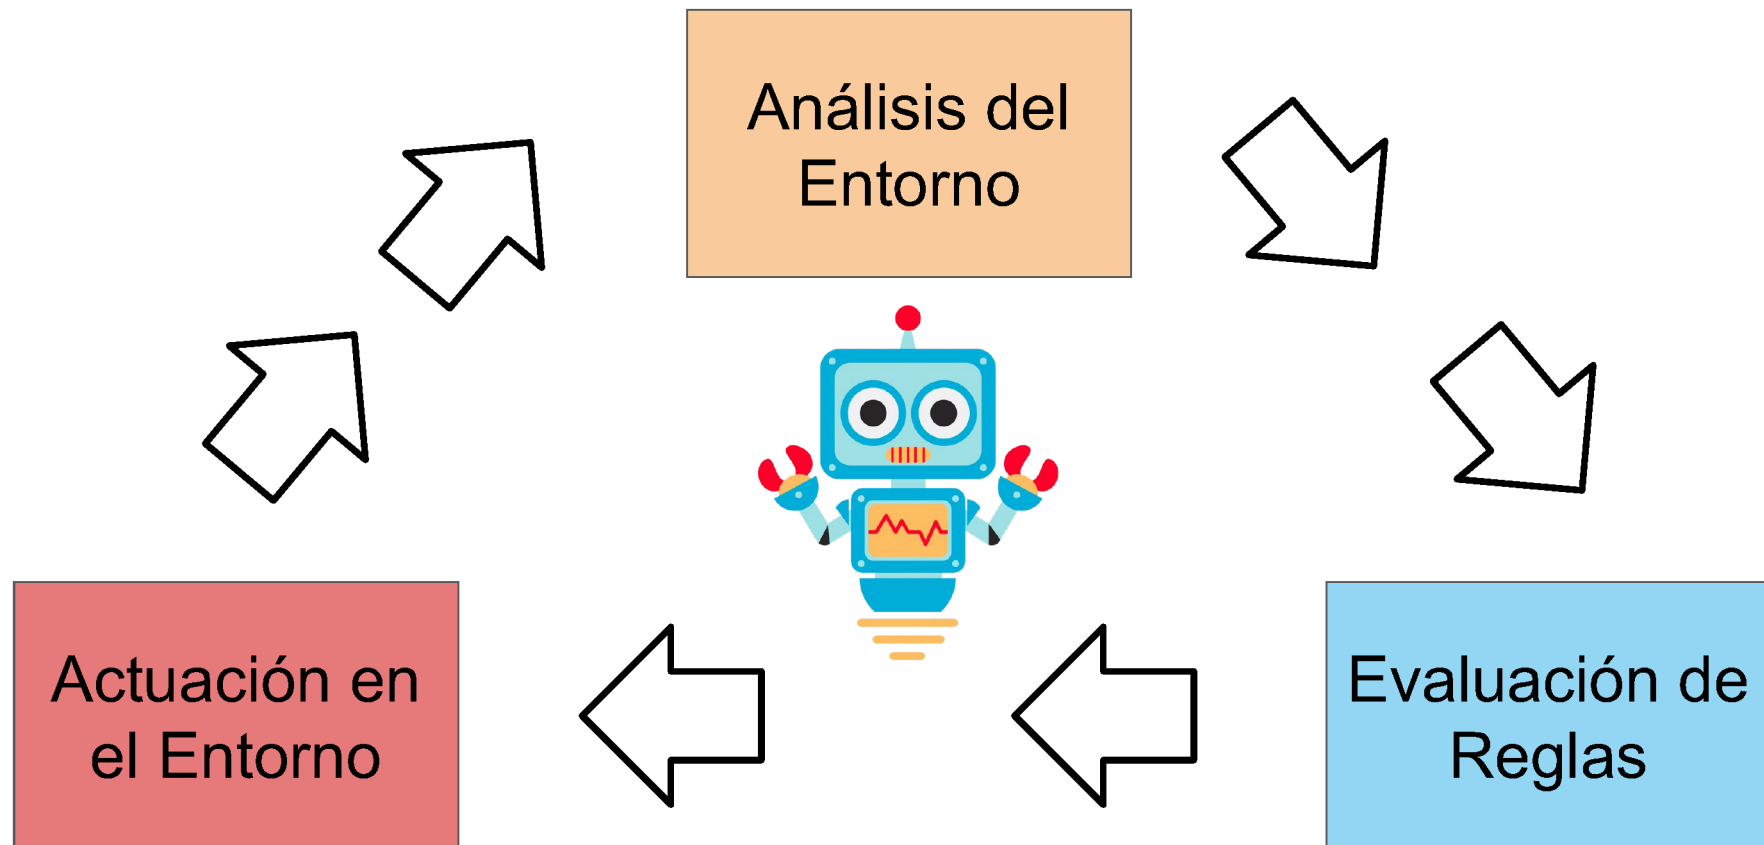 Análisis del
Entorno
Actuación en
el Entorno
Evaluación de
Reglas